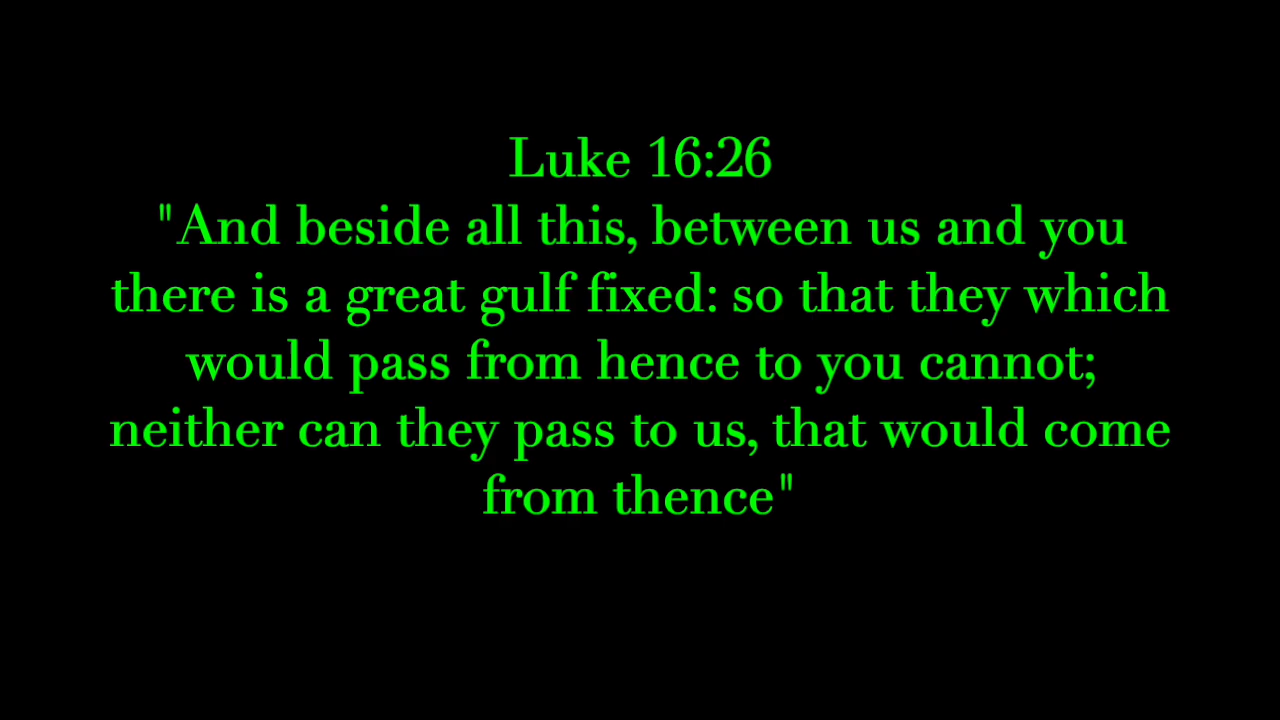 Luke 16:26
"And beside all this, between us and you
there is a great gulf fixed: so that they which
would pass from hence to you cannot;
neither can they pass to us, that would come
from thence"